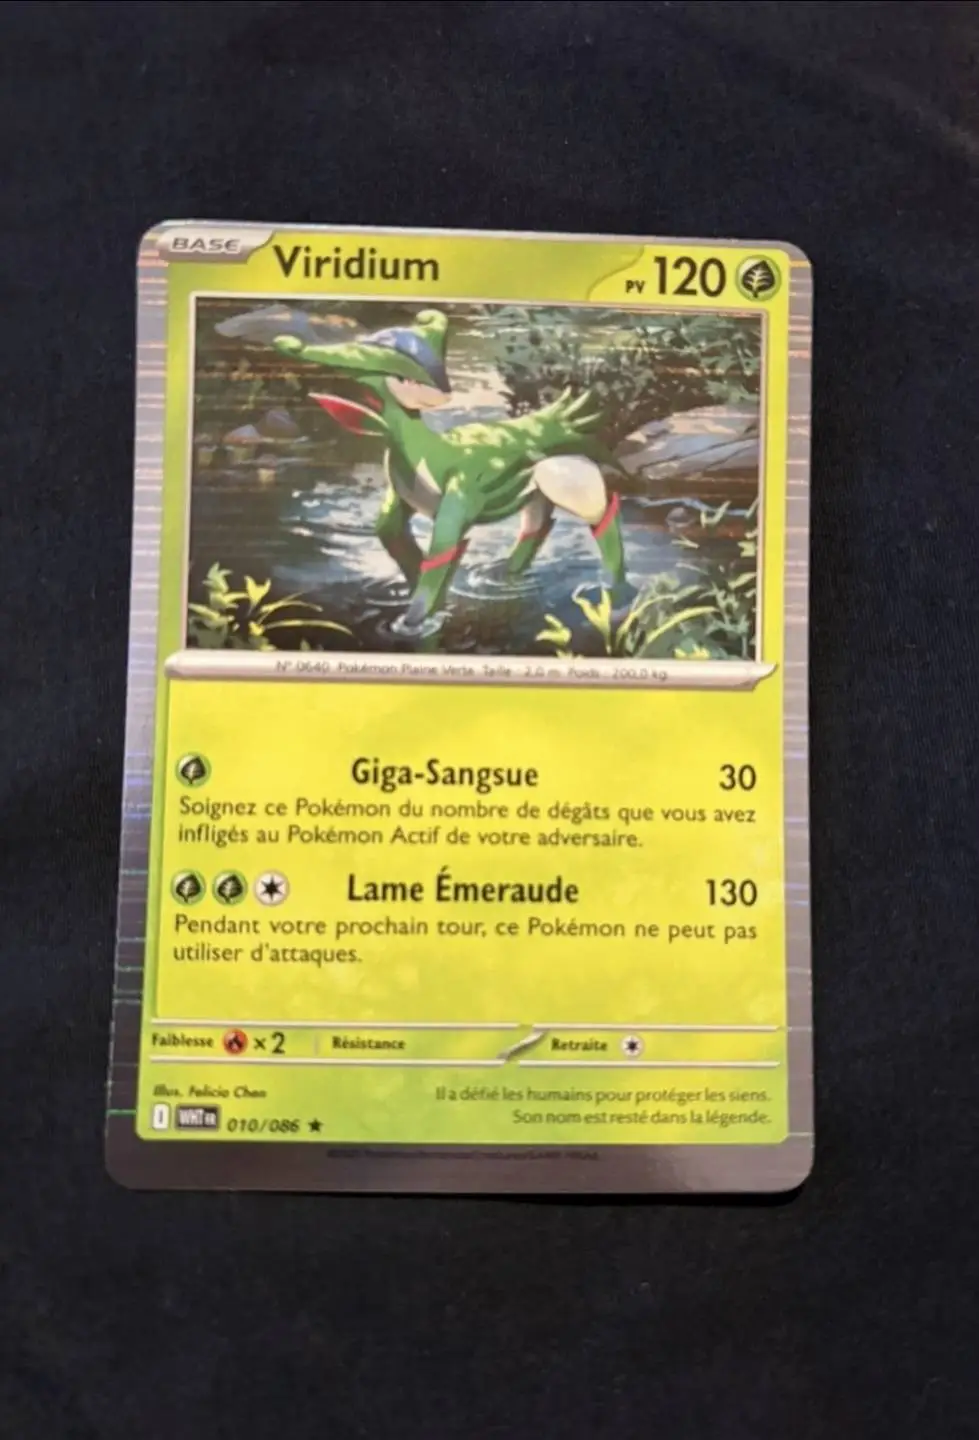 BASE Viridium PV 120
N° 0640 Pokémon Plaine Verte Taille : 2,0 m Poids : 200,0 kg
Giga-Sangsue 30
Soignez ce Pokémon du nombre de dégâts que vous avez
infligés au Pokémon Actif de votre adversaire.
Lame Émeraude 130
Pendant votre prochain tour, ce Pokémon ne peut pas
utiliser d'attaques.
Faiblesse x2 Résistance Retraite
Illus. Felicia Chen
Il a défié les humains pour protéger les siens.
Son nom est resté dans la légende.
I WHT FR 010/086 ★